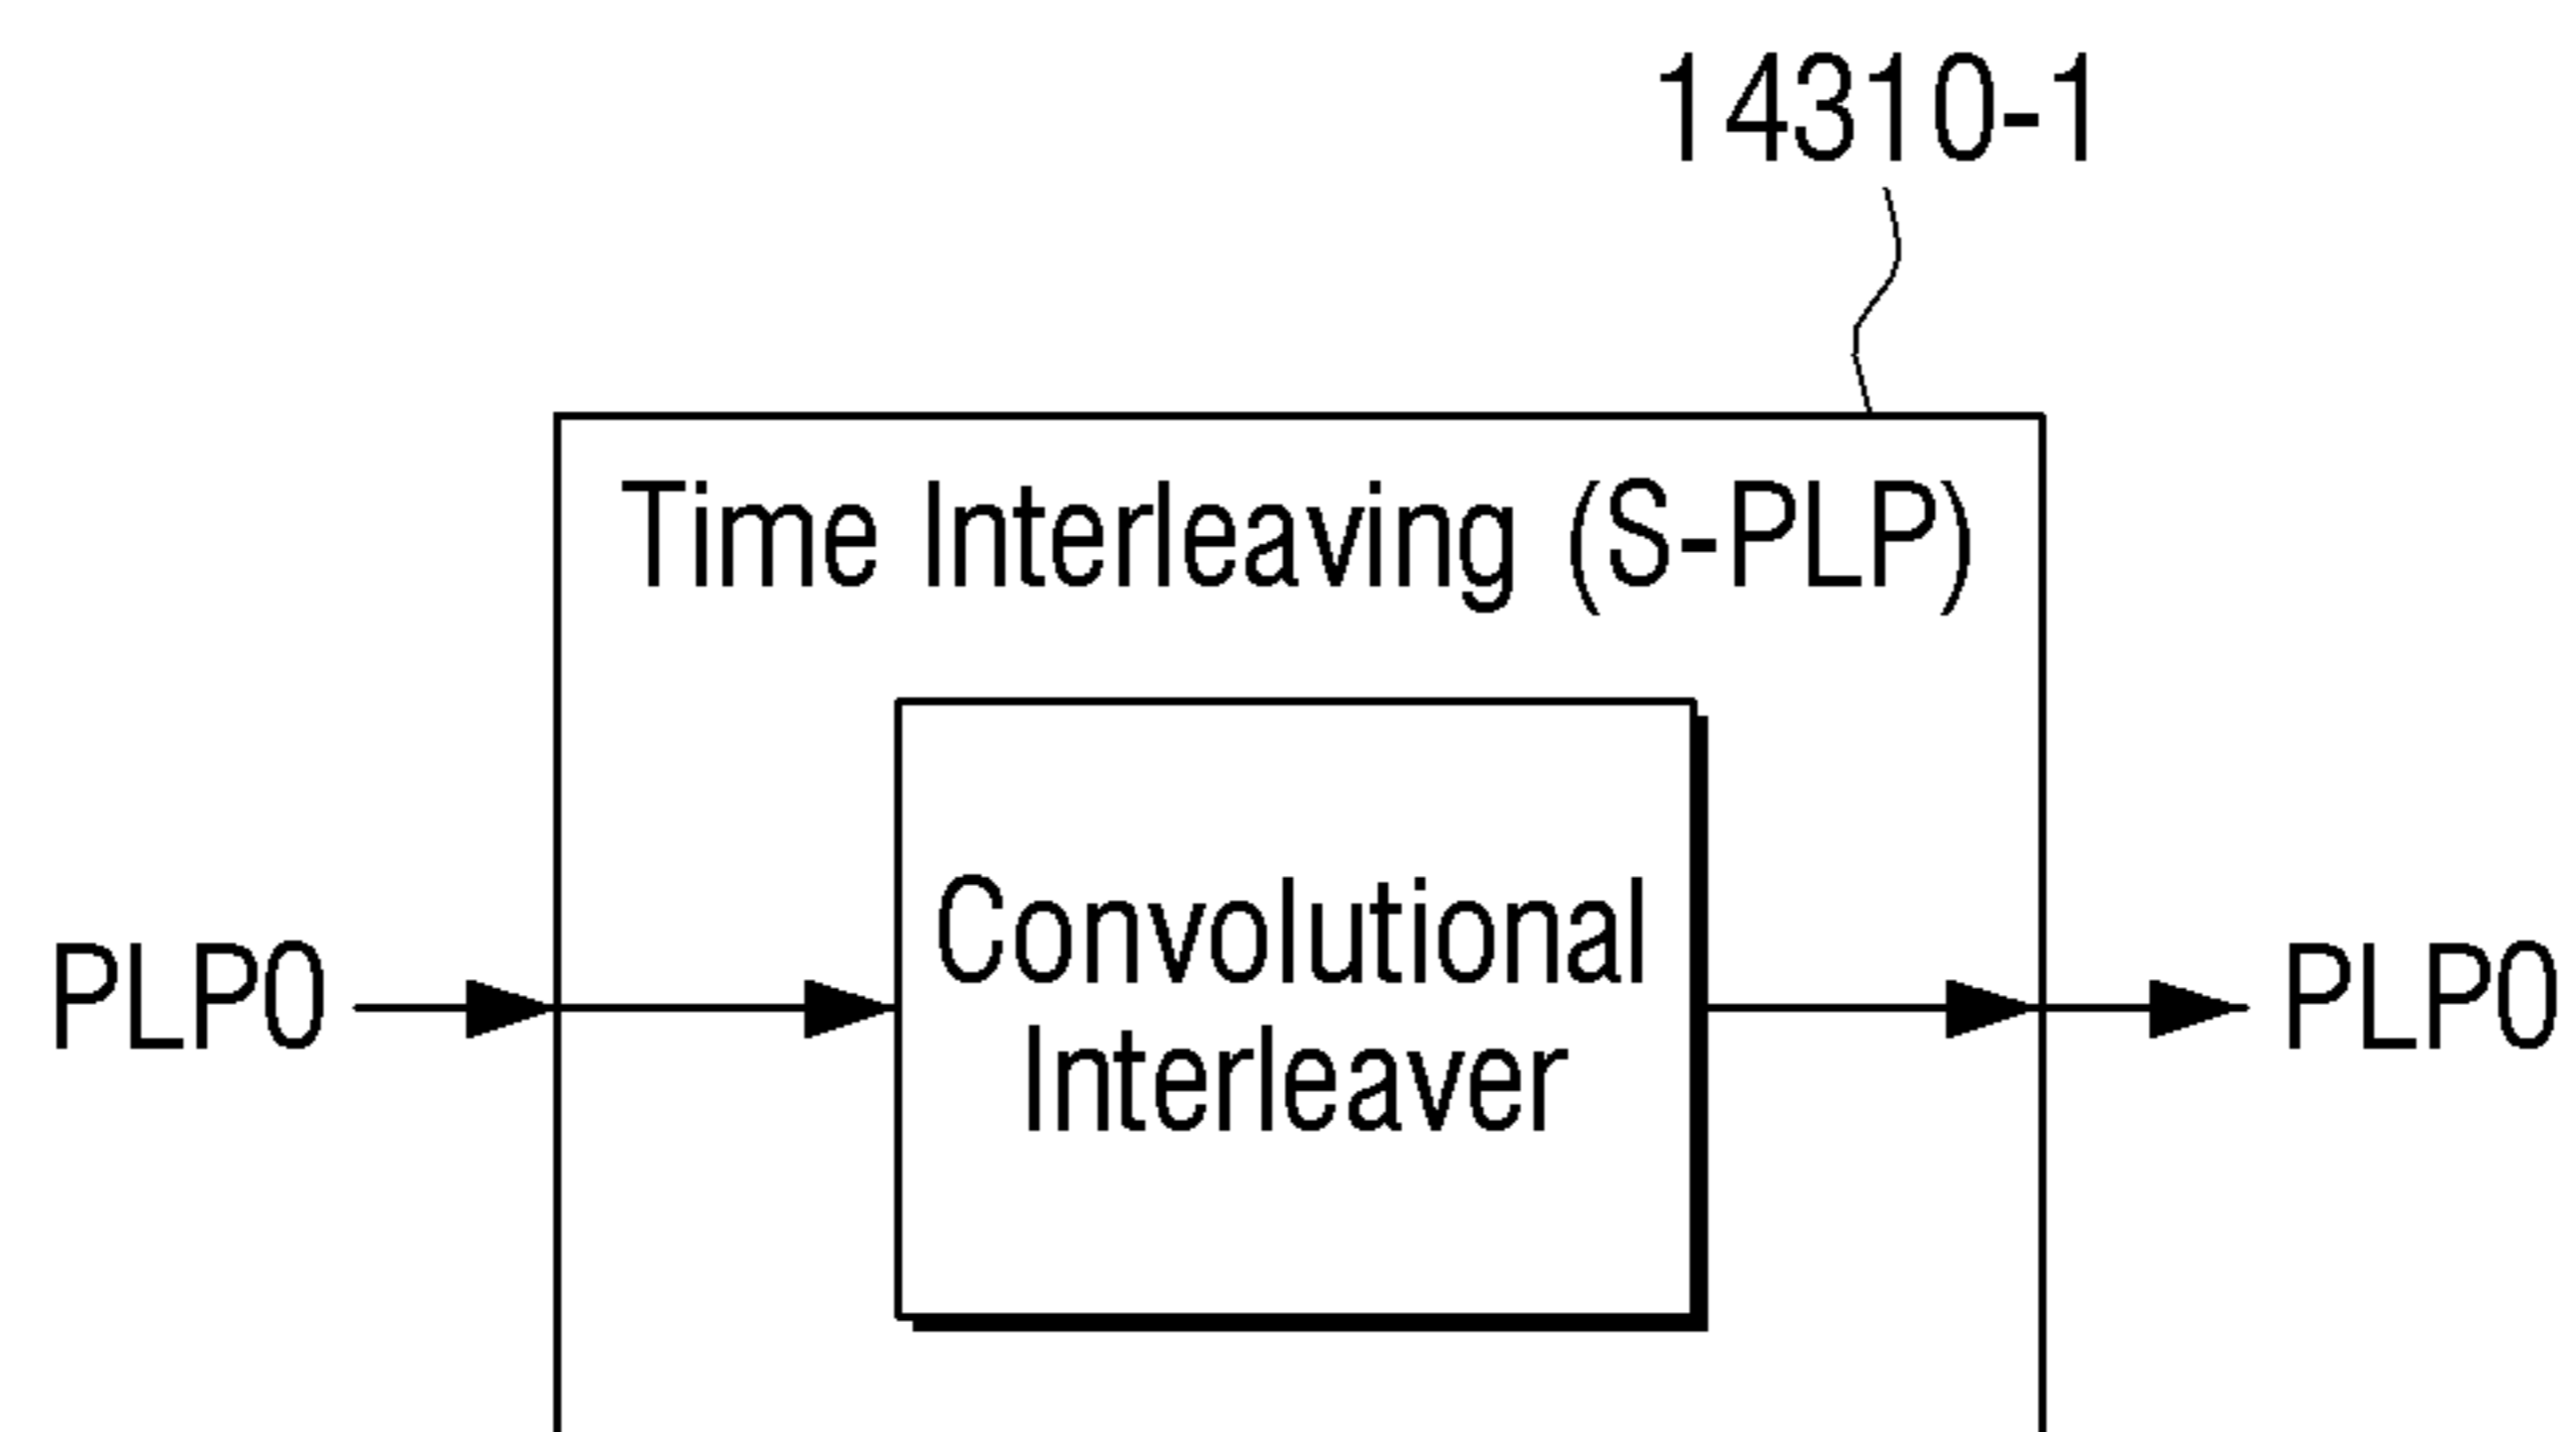 14310-1
Time Interleaving (S-PLP)
PLP0
Convolutional
Interleaver
PLP0